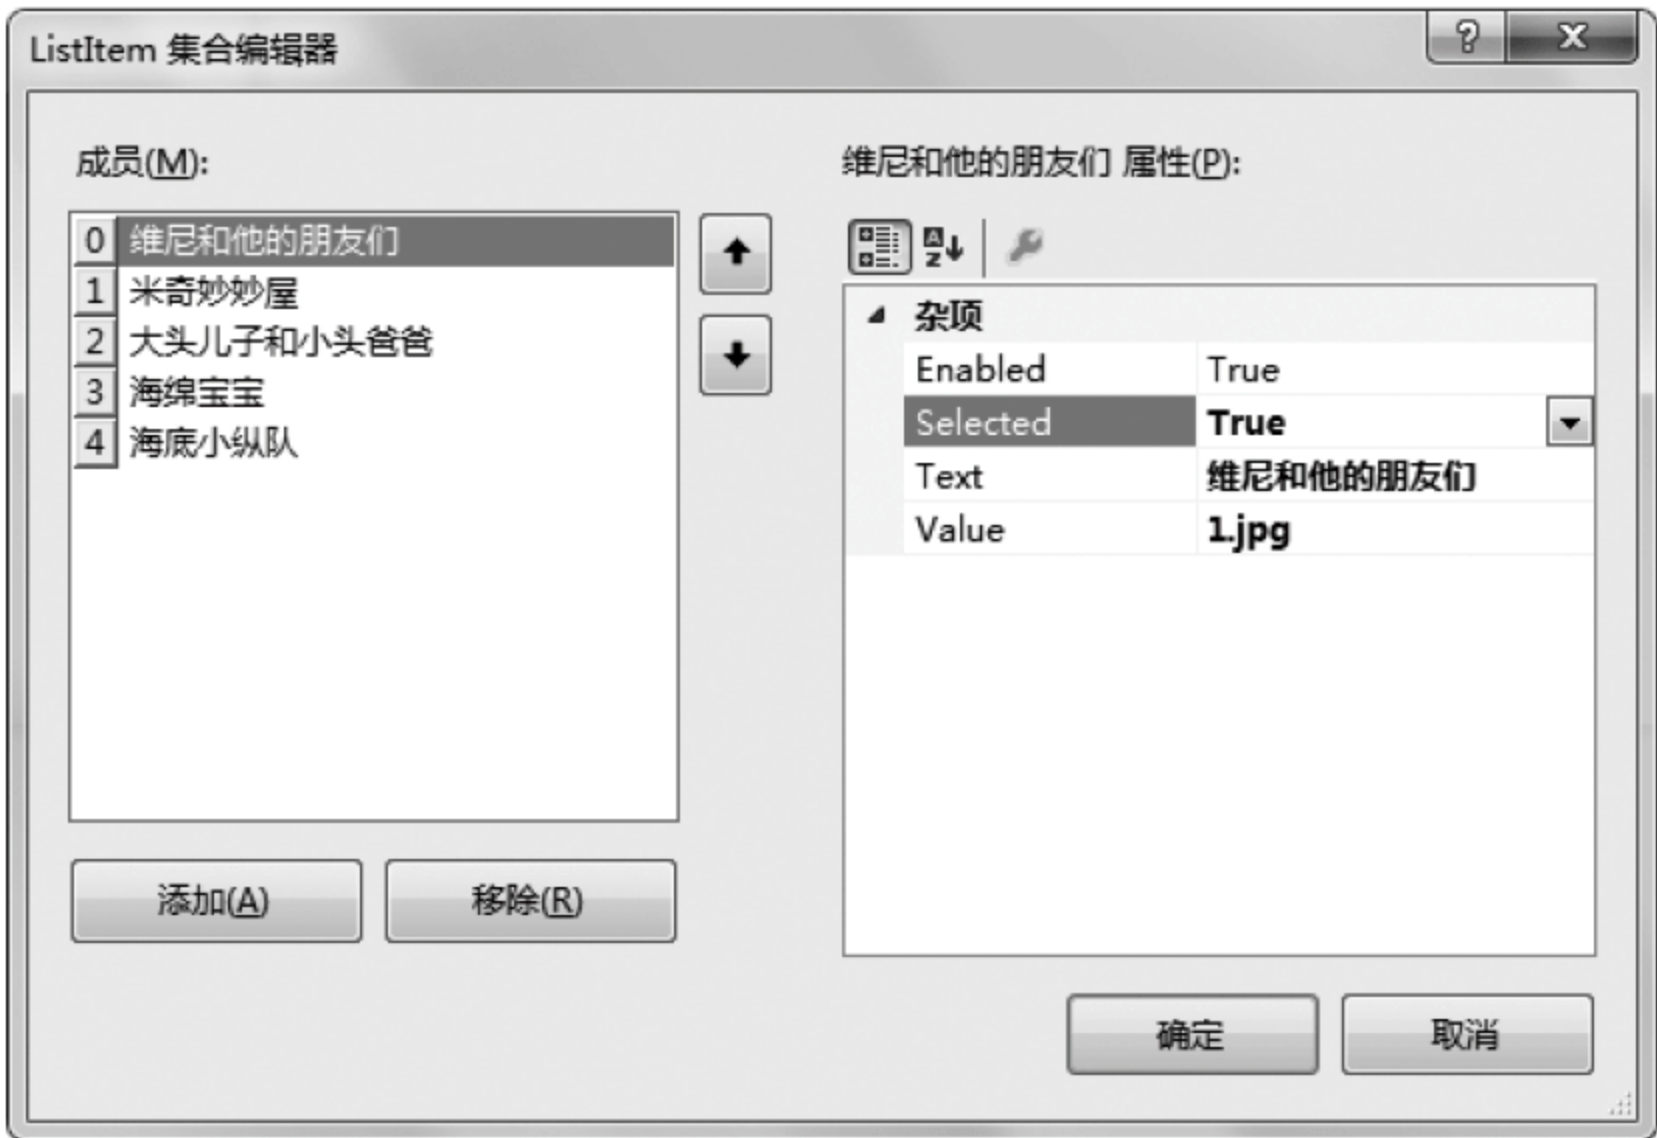 ListItem 集合编辑器
成员(M):
0 维尼和他的朋友们
1 米奇妙妙屋
2 大头儿子和小头爸爸
3 海绵宝宝
4 海底小纵队
添加(A)
移除(R)
维尼和他的朋友们 属性(P):
杂项
Enabled True
Selected True
Text 维尼和他的朋友们
Value 1.jpg
确定
取消